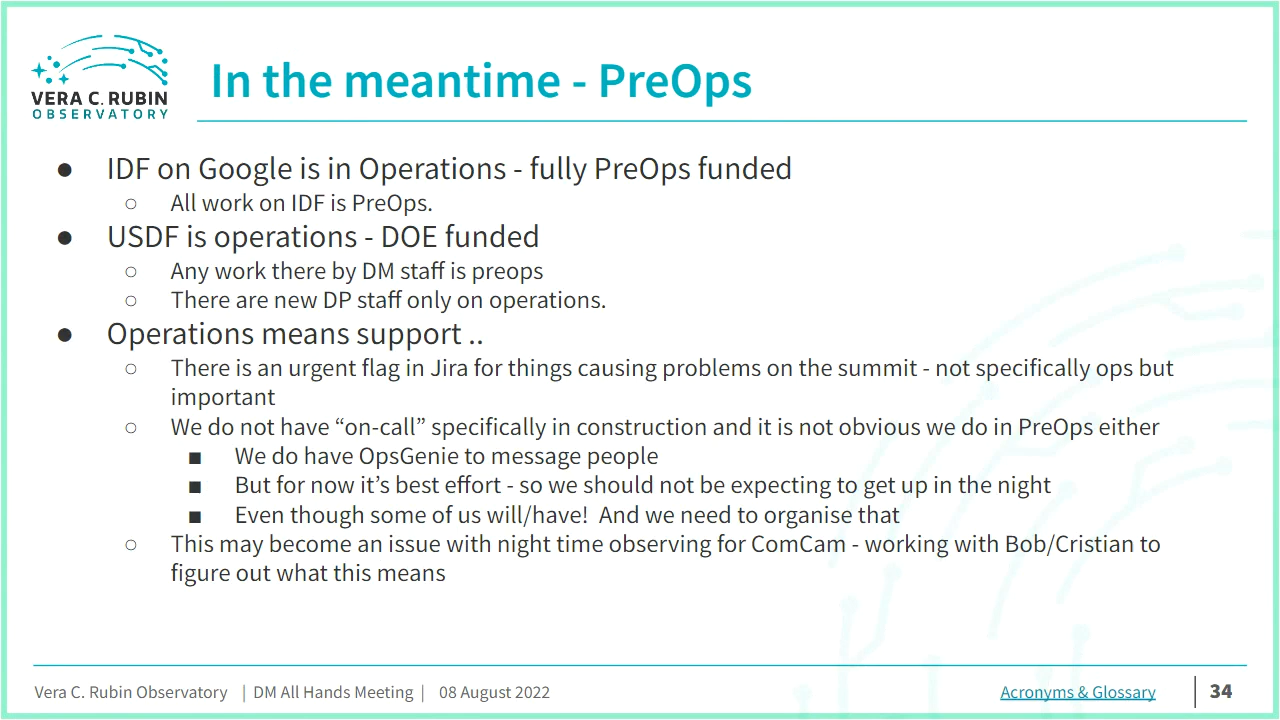 VERA C. RUBIN
OBSERVATORY
In the meantime - PreOps
● IDF on Google is in Operations - fully PreOps funded
○ All work on IDF is PreOps.
● USDF is operations - DOE funded
○ Any work there by DM staff is preops
○ There are new DP staff only on operations.
● Operations means support ..
○ There is an urgent flag in Jira for things causing problems on the summit - not specifically ops but
important
○ We do not have “on-call” specifically in construction and it is not obvious we do in PreOps either
■ We do have OpsGenie to message people
■ But for now it’s best effort - so we should not be expecting to get up in the night
■ Even though some of us will/have! And we need to organise that
○ This may become an issue with night time observing for ComCam - working with Bob/Cristian to
figure out what this means
Vera C. Rubin Observatory | DM All Hands Meeting | 08 August 2022 Acronyms & Glossary | 34